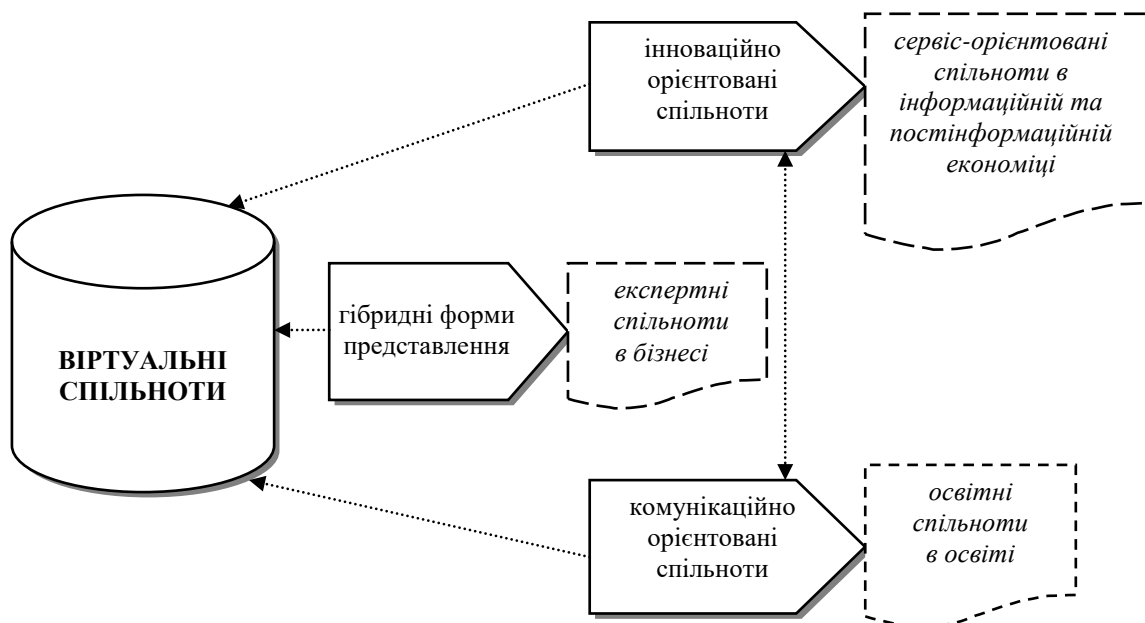 інноваційно
орієнтовані
спільноти
сервіс-орієнтовані
спільноти в
інформаційній та
постінформаційній
економіці
ВІРТУАЛЬНІ
СПІЛЬНОТИ
гібридні форми
представлення
експертні
спільноти
в бізнесі
комунікаційно
орієнтовані
спільноти
освітні
спільноти
в освіті